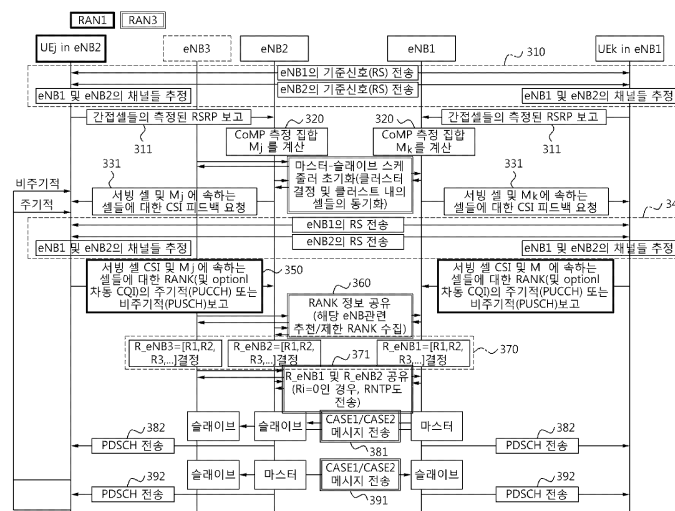 RAN1
RAN3
UEj in eNB2
eNB3
eNB2
eNB1
UEk in eNB1
310
eNB1의 기준신호(RS) 전송
eNB2의 기준신호(RS) 전송
eNB1 및 eNB2의 채널들 추정
eNB1 및 eNB2의 채널들 추정
간접셀들의 측정된 RSRP 보고
311
320
CoMP 측정 집합
Mj 를 계산
320
CoMP 측정 집합
Mk를 계산
간접셀들의 측정된 RSRP 보고
311
마스터-슬래이브 스케
줄러 초기화(클러스터
결정 및 클러스트 내의
셀들의 동기화)
331
서빙 셀 및 Mj 에 속하는
셀들에 대한 CSI 피드백 요청
331
서빙 셀 및 Mk에 속하는
셀들에 대한 CSI 피드백 요청
비주기적
주기적
34
eNB1의 RS 전송
eNB2의 RS 전송
eNB1 및 eNB2의 채널들 추정
eNB1 및 eNB2의 채널들 추정
350
서빙 셀 CSI 및 Mj 에 속하는
셀들에 대한 RANK(및 optionl
차동 CQI)의 주기적(PUCCH) 또는
비주기적(PUSCH)보고
서빙 셀 CSI 및 M 에 속하는
셀들에 대한 RANK(및 optionl
차동 CQI)의 주기적(PUCCH) 또는
비주기적(PUSCH)보고
360
RANK 정보 공유
(해당 eNB관련
추천/제한 RANK 수집)
R_eNB3=[R1,R2,
R3,...]결정
R_eNB2=[R1,R2,
R3,...]결정
371
R_eNB1=[R1,R2,
R3,...]결정
370
R_eNB1 및 R_eNB2 공유
(Ri=0인 경우, RNTP도
전송)
382
슬래이브
슬래이브
CASE1/CASE2
메시지 전송
마스터
382
PDSCH 전송
381
PDSCH 전송
392
슬래이브
마스터
CASE1/CASE2
메시지 전송
슬래이브
392
PDSCH 전송
391
PDSCH 전송